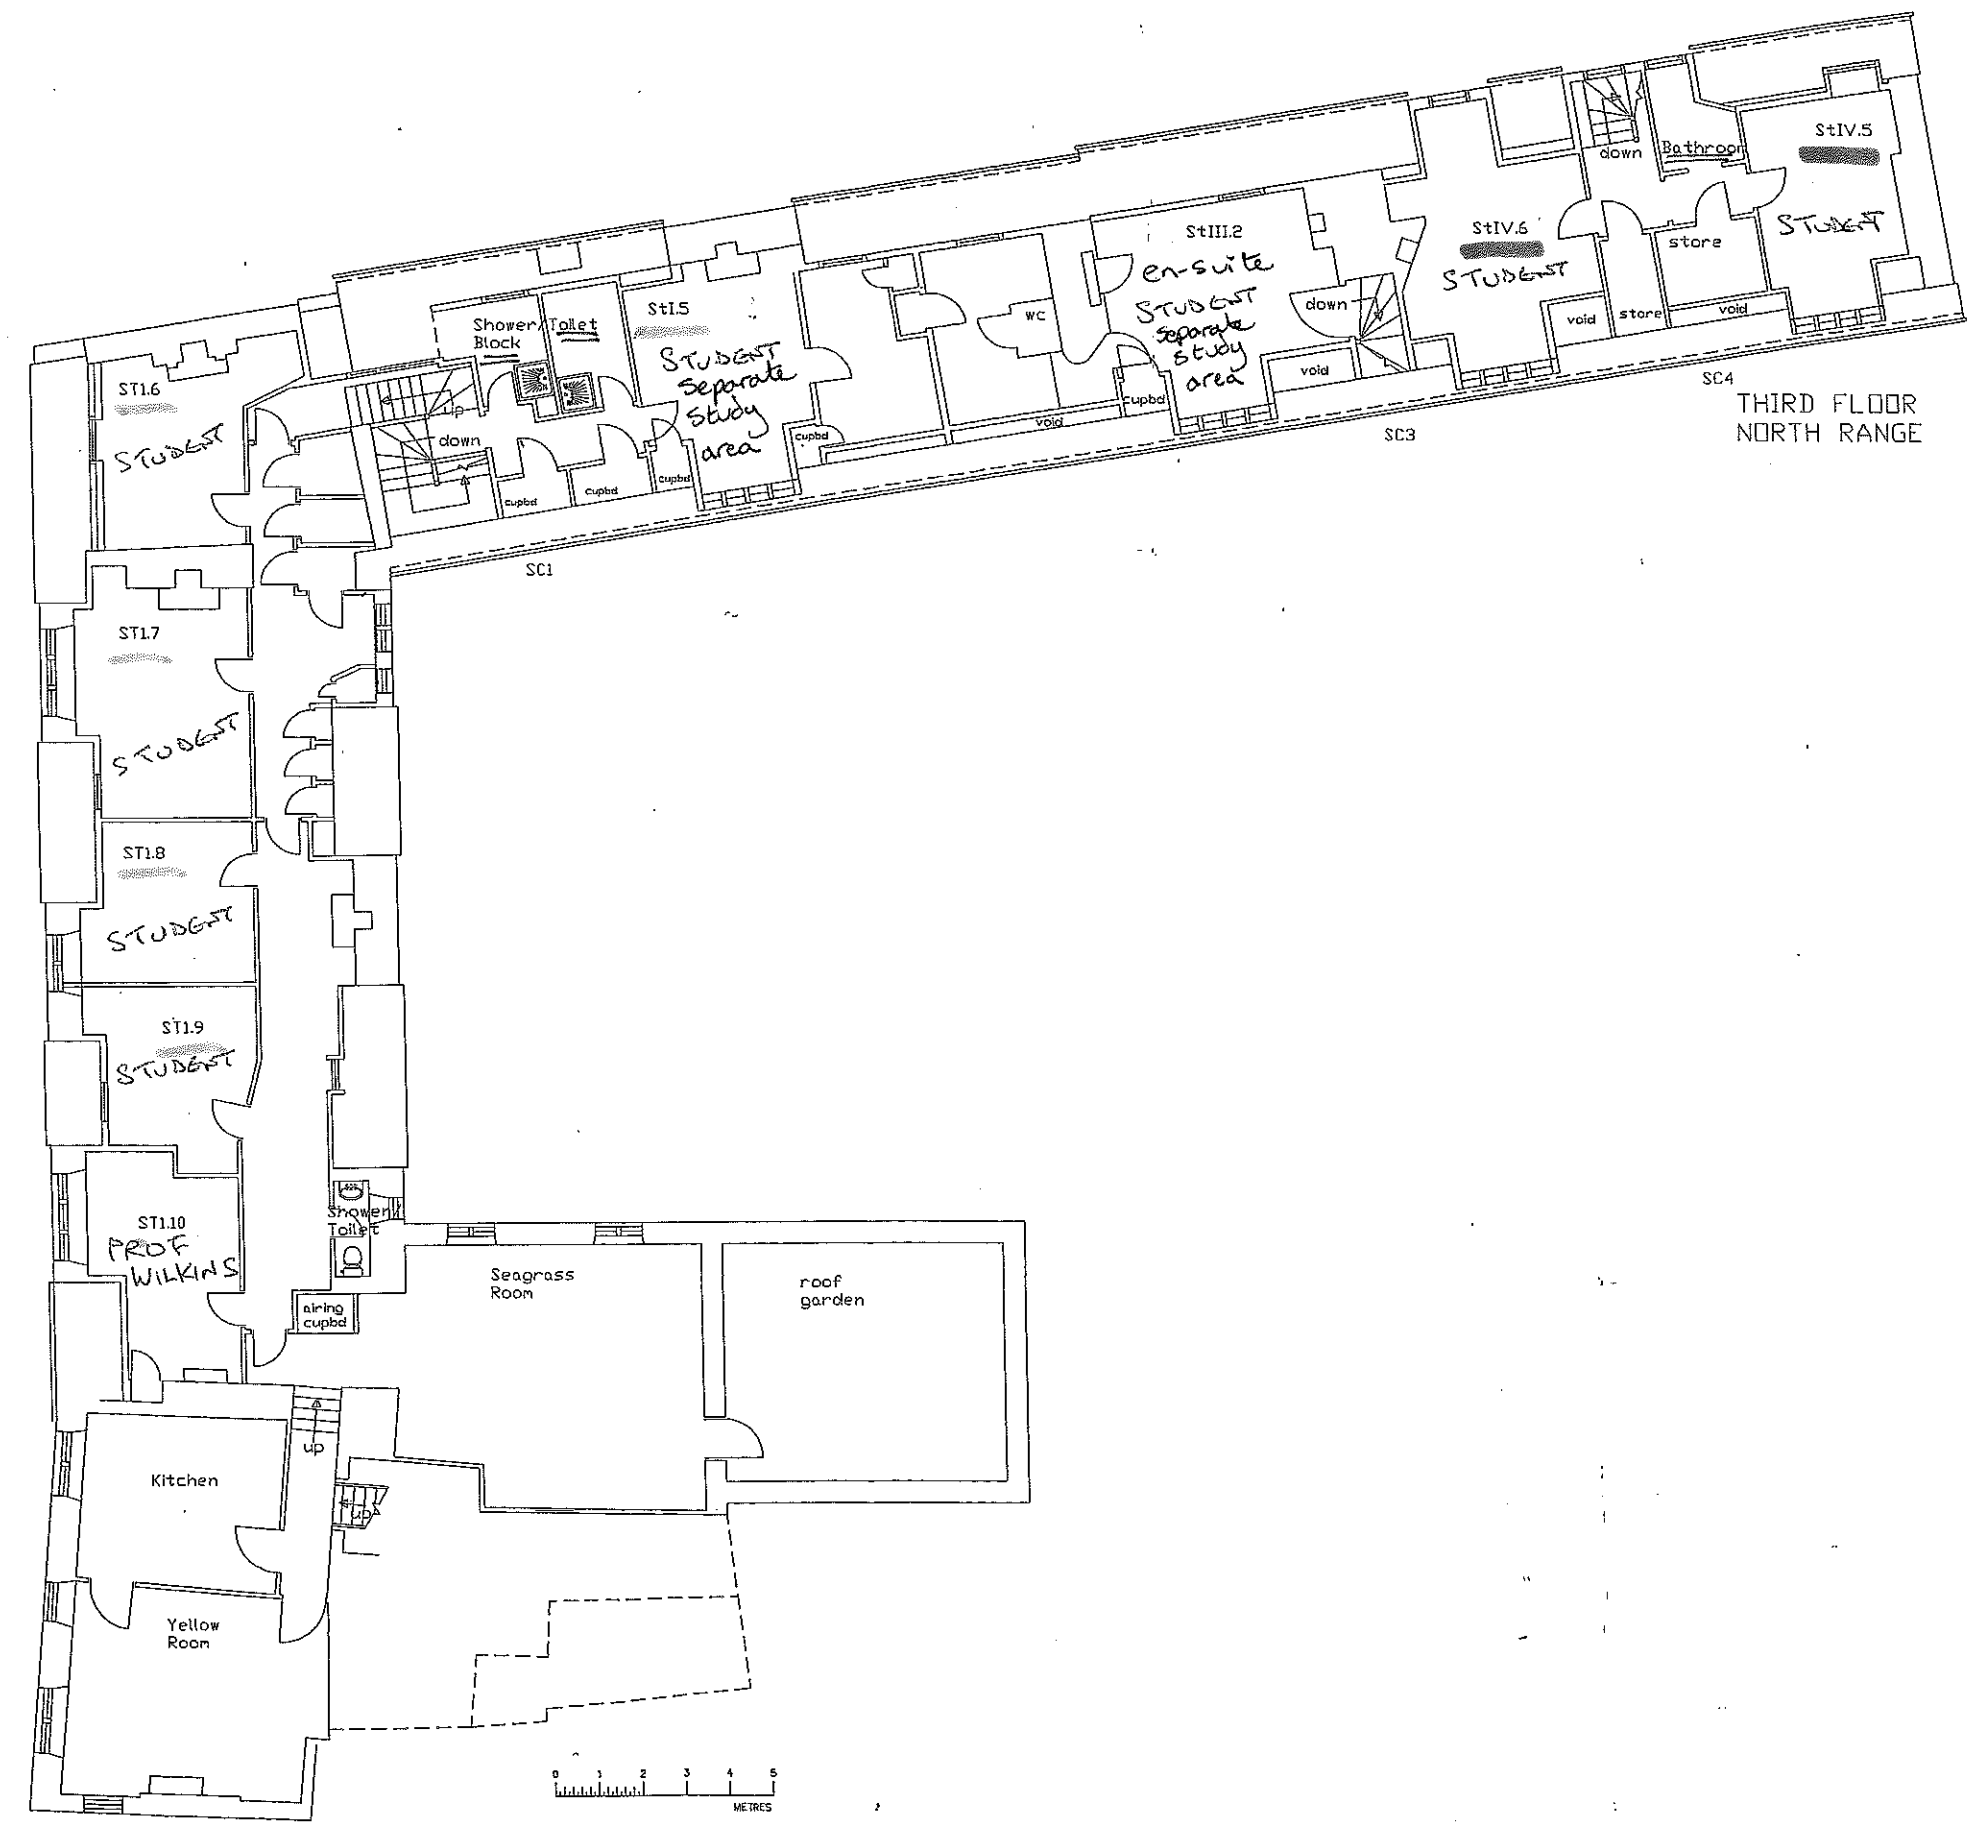 StIV.5
STUDENT
down
Bathroom
store
StIV.6
STUDENT
void
store
void
StIII.2
en-suite
STUDENT
separate
study
area
down
void
WC
cupbd
void
StI.5
STUDENT
separate
study
area
Shower/Toilet
Block
up
down
cupbd
cupbd
cupbd
cupbd
SC1
SC3
SC4
THIRD FLOOR
NORTH RANGE
ST1.6
STUDENT
ST1.7
STUDENT
ST1.8
STUDENT
ST1.9
STUDENT
ST1.10
PROF
WILKINS
Shower/
Toilet
airing
cupbd
Seagrass
Room
roof
garden
up
Kitchen
up
Yellow
Room
0 1 2 3 4 5
METRES